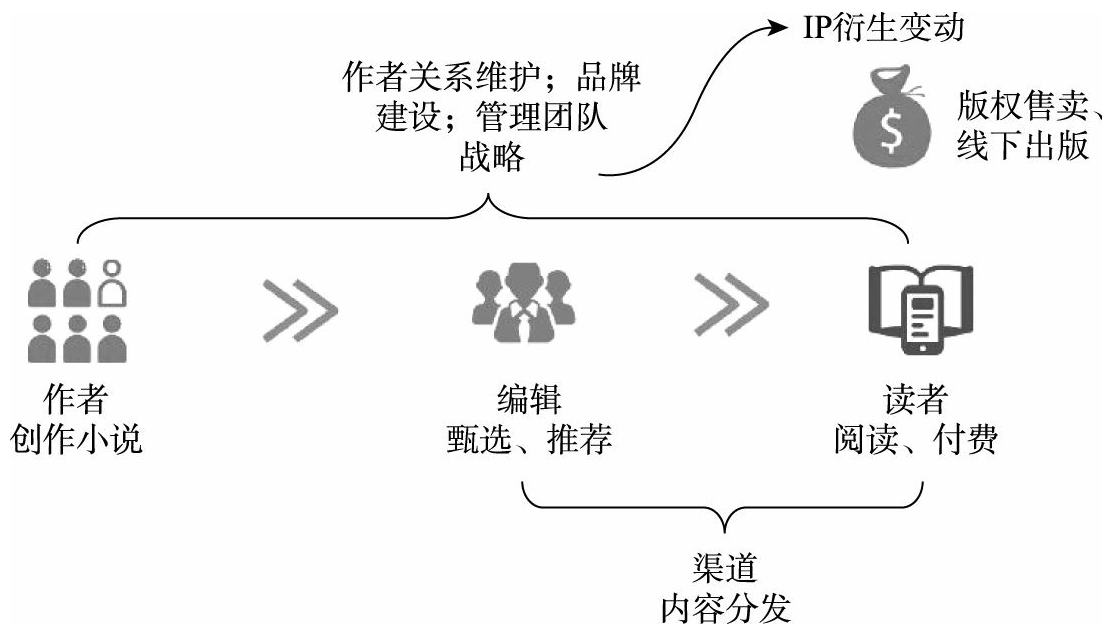 IP衍生变动
作者关系维护；品牌
建设；管理团队
战略
$
版权售卖、
线下出版
作者
创作小说
编辑
甄选、推荐
读者
阅读、付费
渠道
内容分发